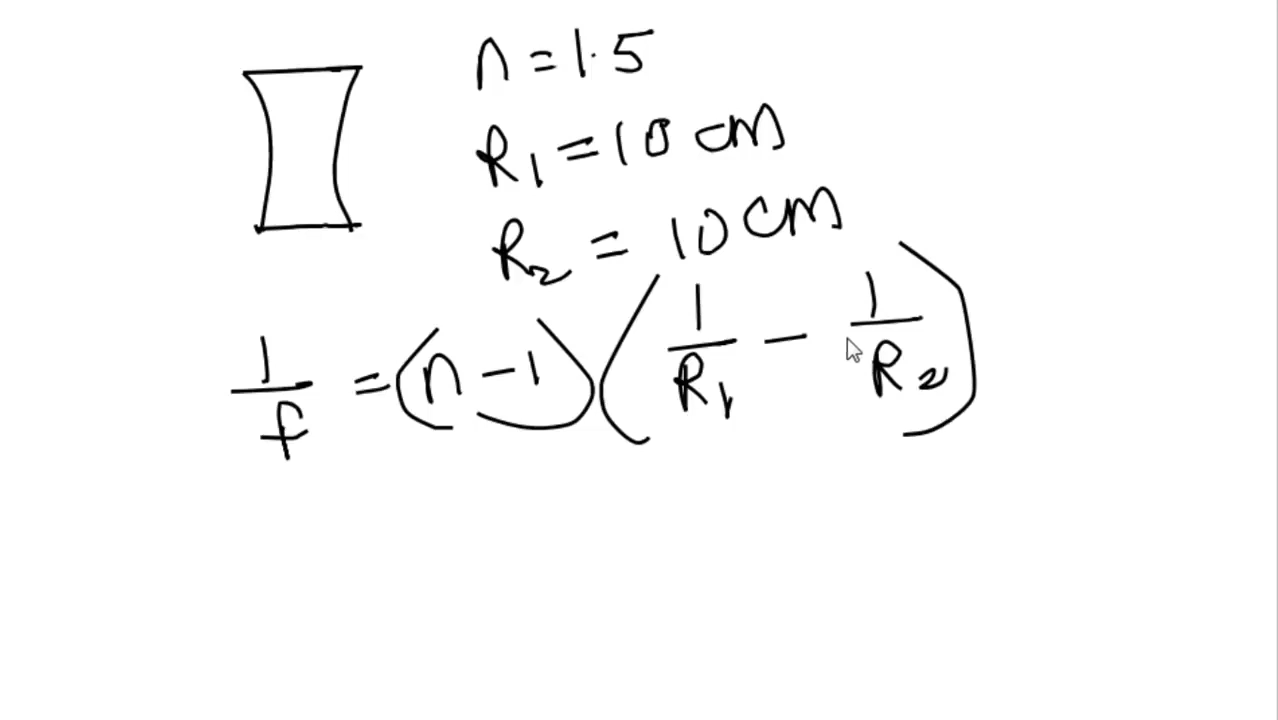 n = 1.5
R₁ = 10 cm
R₂ = 10 cm
1/f = (n - 1) (1/R₁ - 1/R₂)